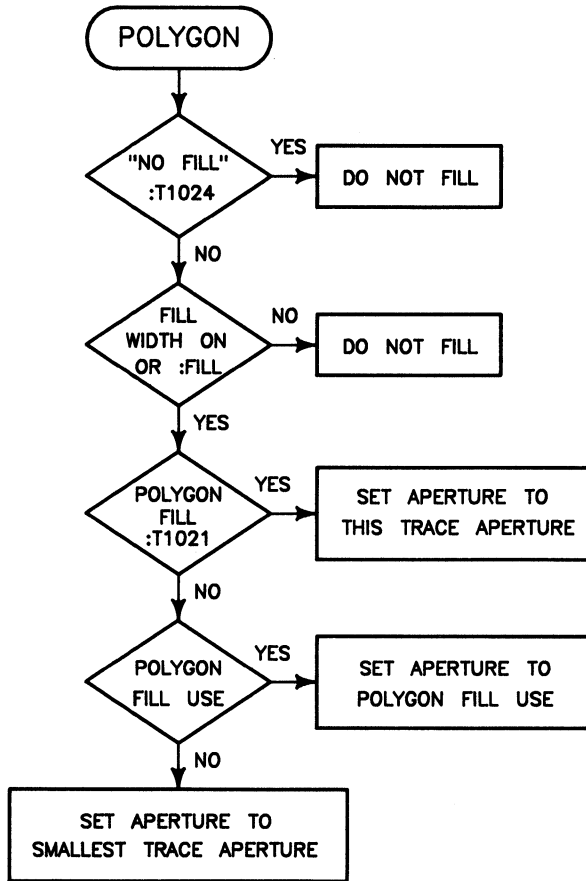 POLYGON
"NO FILL"
:T1024
YES
DO NOT FILL
NO
FILL
WIDTH ON
OR :FILL
NO
DO NOT FILL
YES
POLYGON
FILL
:T1021
YES
SET APERTURE TO
THIS TRACE APERTURE
NO
POLYGON
FILL USE
YES
SET APERTURE TO
POLYGON FILL USE
NO
SET APERTURE TO
SMALLEST TRACE APERTURE